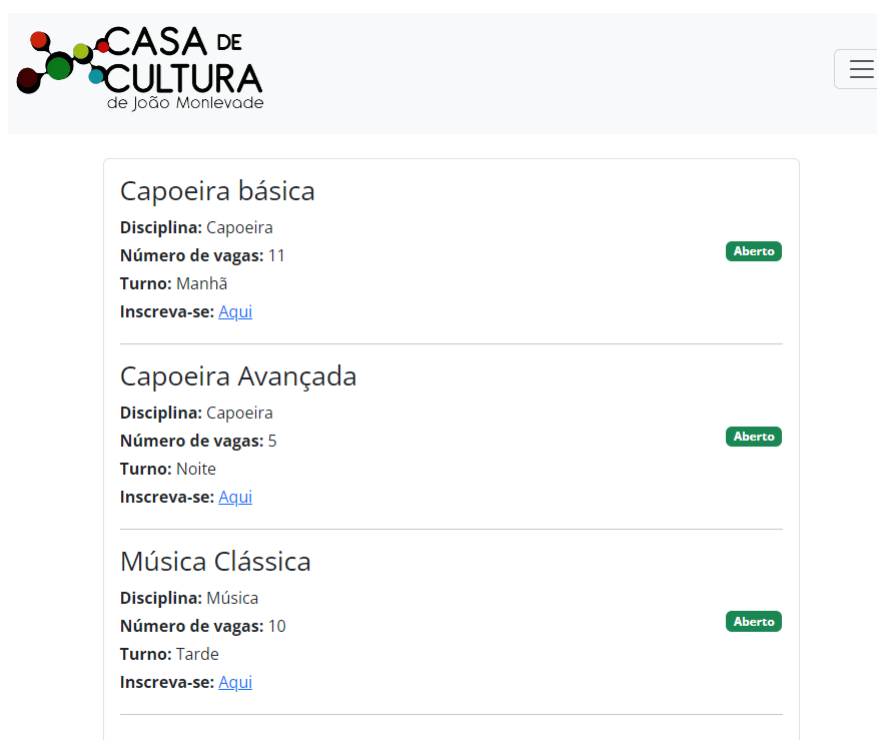 CASA DE
CULTURA
de João Monlevade
Capoeira básica
Disciplina: Capoeira
Número de vagas: 11
Aberto
Turno: Manhã
Inscreva-se: Aqui
Capoeira Avançada
Disciplina: Capoeira
Número de vagas: 5
Aberto
Turno: Noite
Inscreva-se: Aqui
Música Clássica
Disciplina: Música
Número de vagas: 10
Aberto
Turno: Tarde
Inscreva-se: Aqui